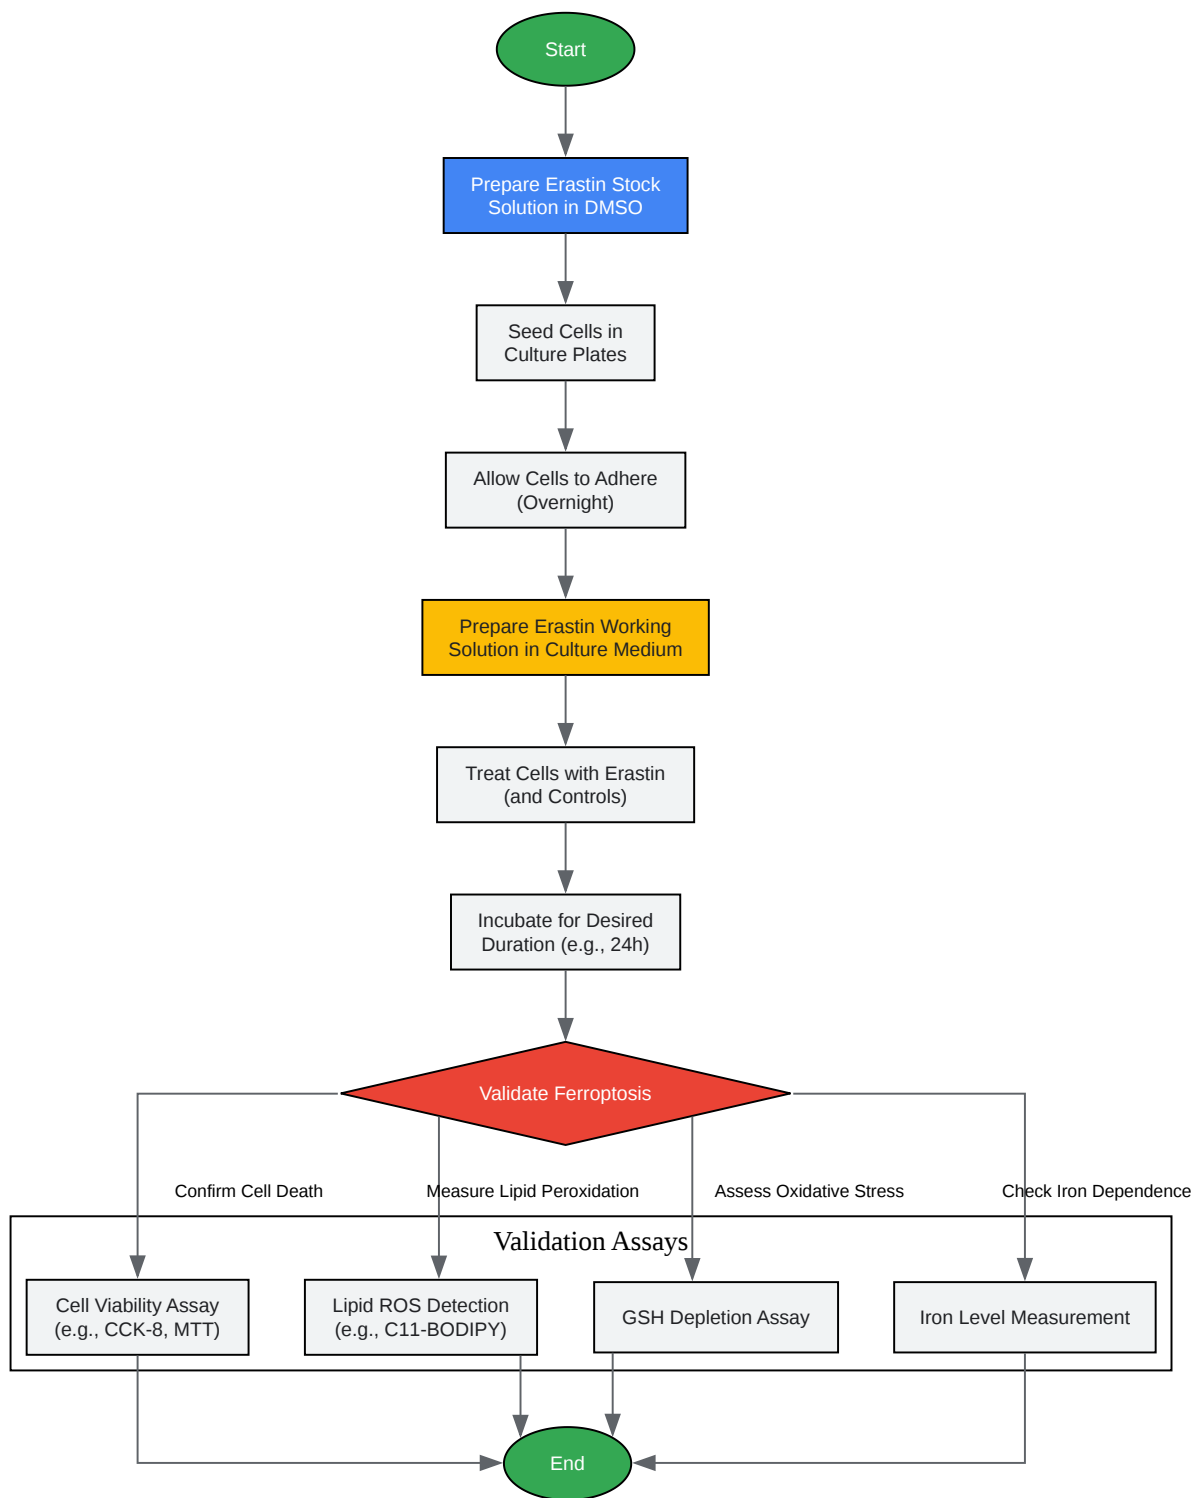 Start
Prepare Erastin Stock
Solution in DMSO
Seed Cells in
Culture Plates
Allow Cells to Adhere
(Overnight)
Prepare Erastin Working
Solution in Culture Medium
Treat Cells with Erastin
(and Controls)
Incubate for Desired
Duration (e.g., 24h)
Validate Ferroptosis
Confirm Cell Death
Measure Lipid Peroxidation
Assess Oxidative Stress
Check Iron Dependence
Validation Assays
Cell Viability Assay
(e.g., CCK-8, MTT)
Lipid ROS Detection
(e.g., C11-BODIPY)
GSH Depletion Assay
Iron Level Measurement
End